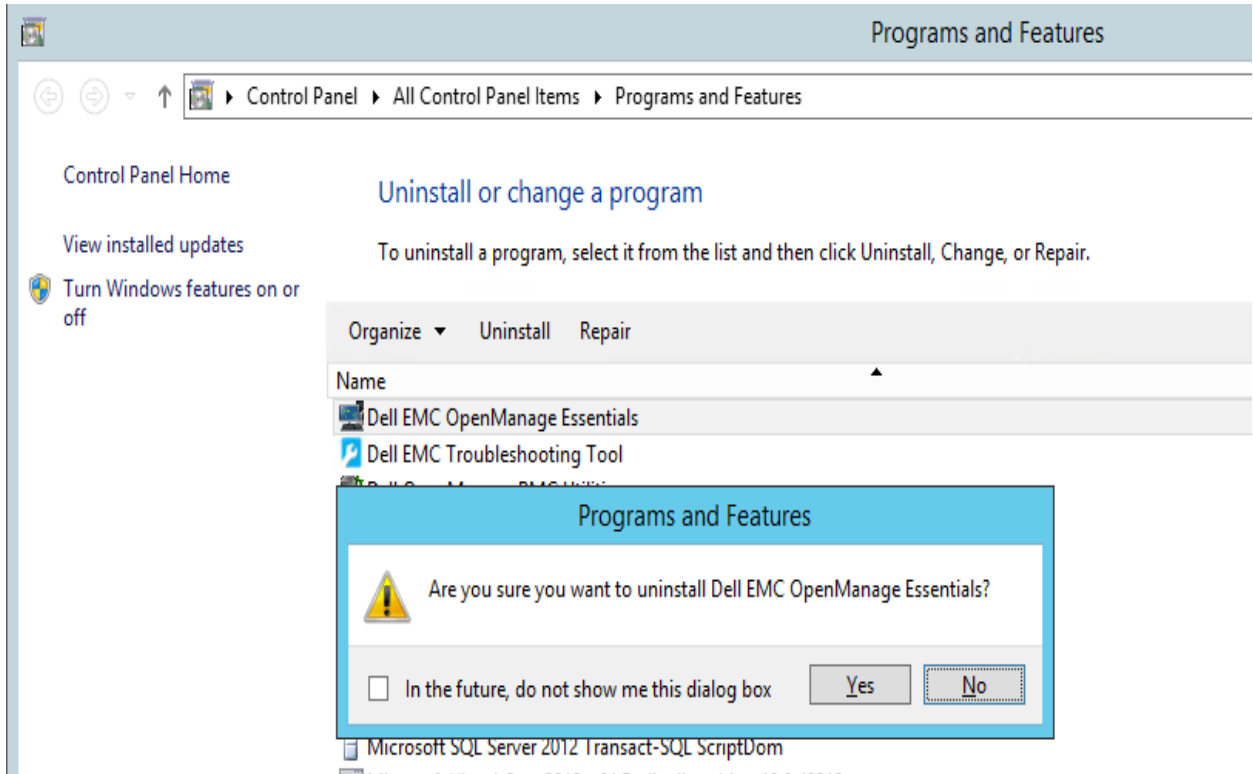 Programs and Features
Control Panel ▸ All Control Panel Items ▸ Programs and Features
Control Panel Home
View installed updates
Turn Windows features on or
off
Uninstall or change a program
To uninstall a program, select it from the list and then click Uninstall, Change, or Repair.
Organize Uninstall Repair
Name
Dell EMC OpenManage Essentials
Dell EMC Troubleshooting Tool
Programs and Features
Are you sure you want to uninstall Dell EMC OpenManage Essentials?
In the future, do not show me this dialog box Yes No
Microsoft SQL Server 2012 Transact-SQL ScriptDom